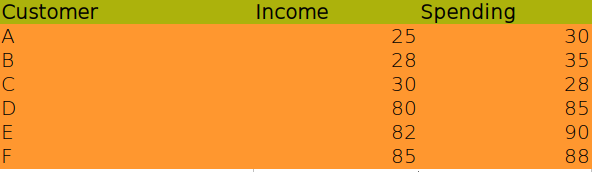 Customer Income Spending
A 25 30
B 28 35
C 30 28
D 80 85
E 82 90
F 85 88